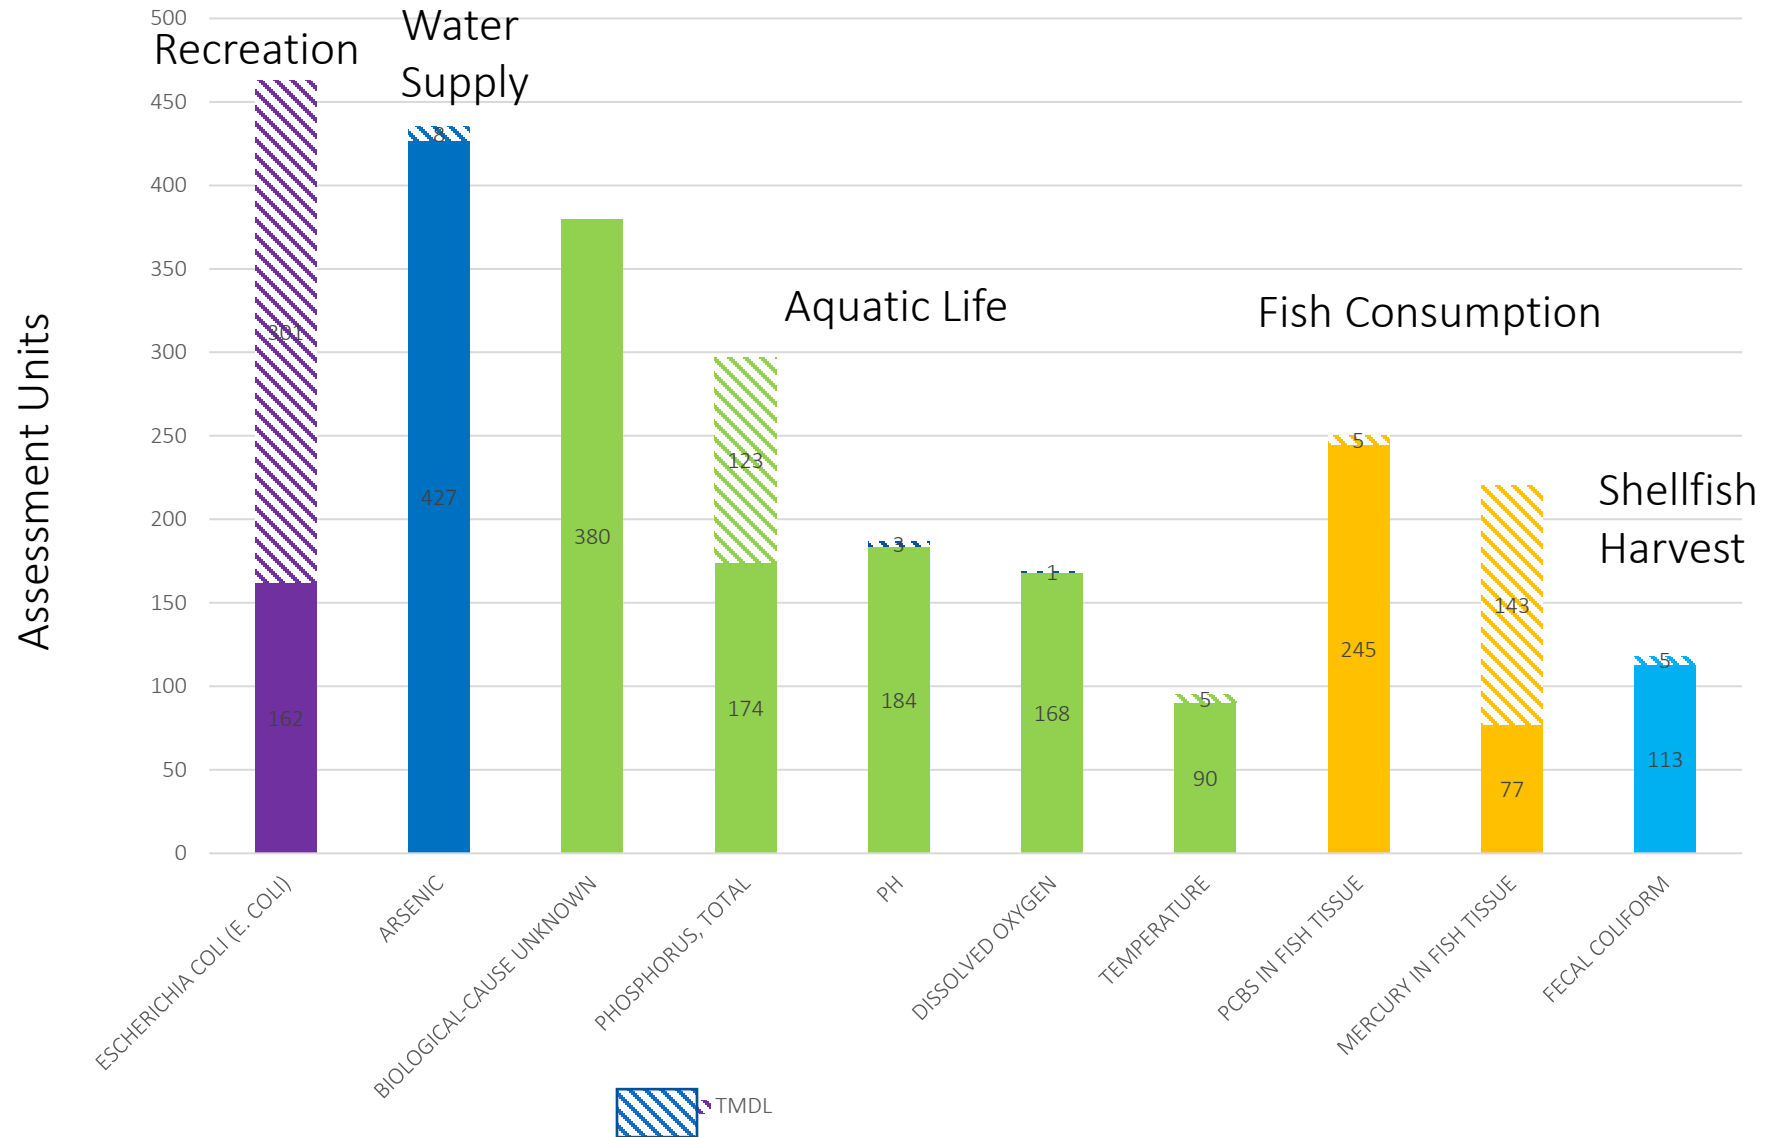 500
450
400
350
300
250
200
150
100
50
0
Assessment Units
Recreation
Water
Supply
Aquatic Life
Fish Consumption
Shellfish
Harvest
301
162
8
427
380
123
174
3
184
1
168
5
90
5
245
143
77
5
113
ESCHERICHIA COLI (E. COLI)
ARSENIC
BIOLOGICAL-CAUSE UNKNOWN
PHOSPHORUS, TOTAL
PH
DISSOLVED OXYGEN
TEMPERATURE
PCBS IN FISH TISSUE
MERCURY IN FISH TISSUE
FECAL COLIFORM
TMDL